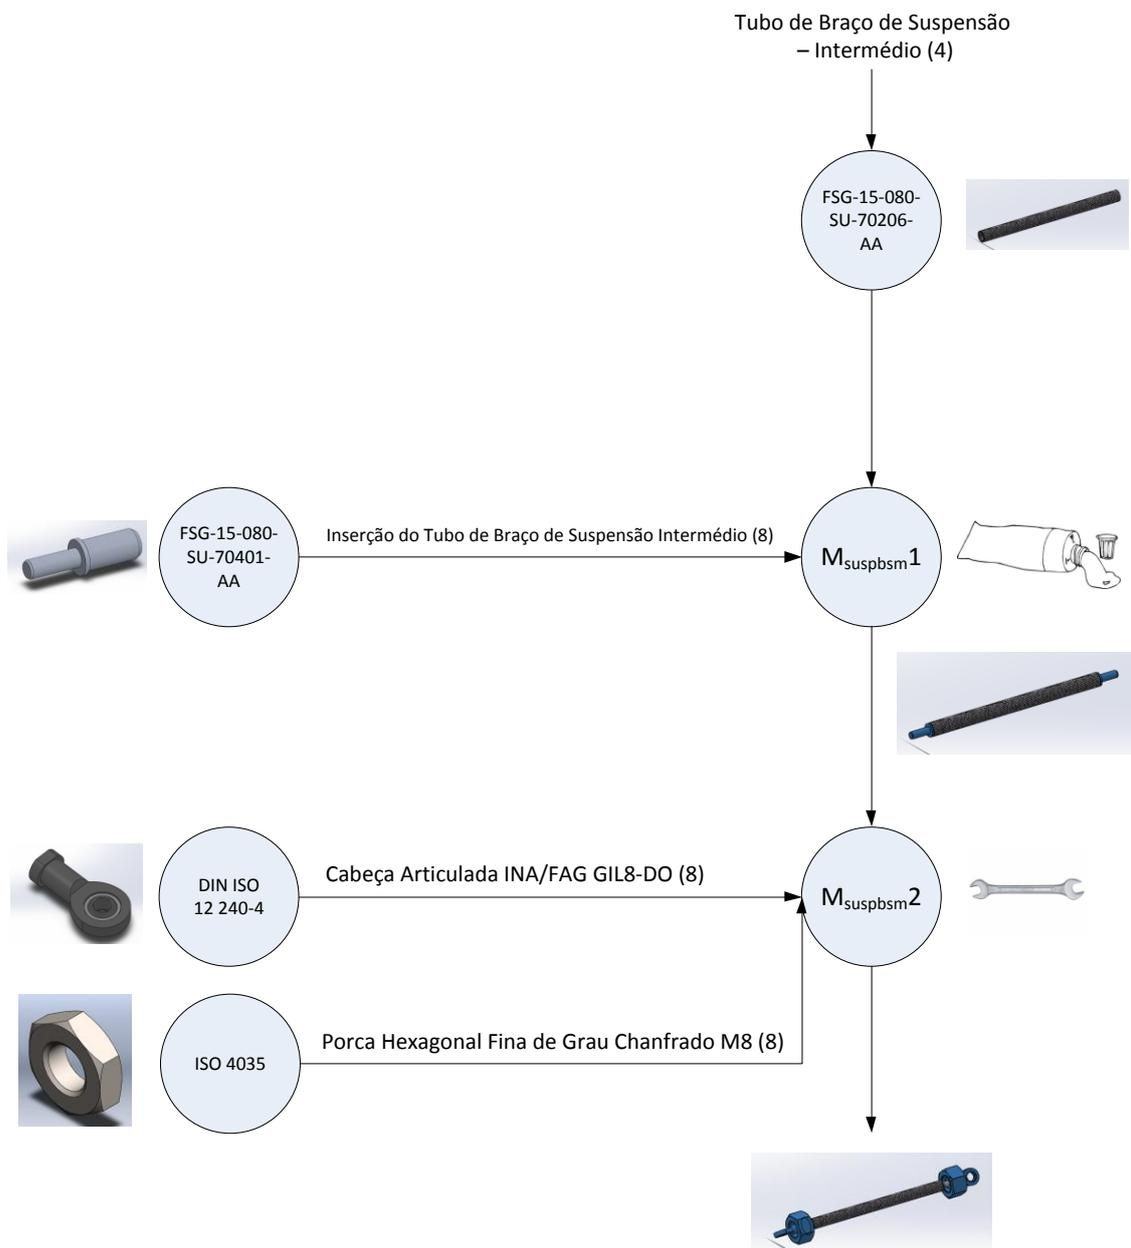 Tubo de Braço de Suspensão
– Intermédio (4)
FSG-15-080-
SU-70206-
AA
FSG-15-080-
SU-70401-
AA
Inserção do Tubo de Braço de Suspensão Intermédio (8)
Msuspbsm1
DIN ISO
12 240-4
Cabeça Articulada INA/FAG GIL8-DO (8)
Msuspbsm2
ISO 4035
Porca Hexagonal Fina de Grau Chanfrado M8 (8)